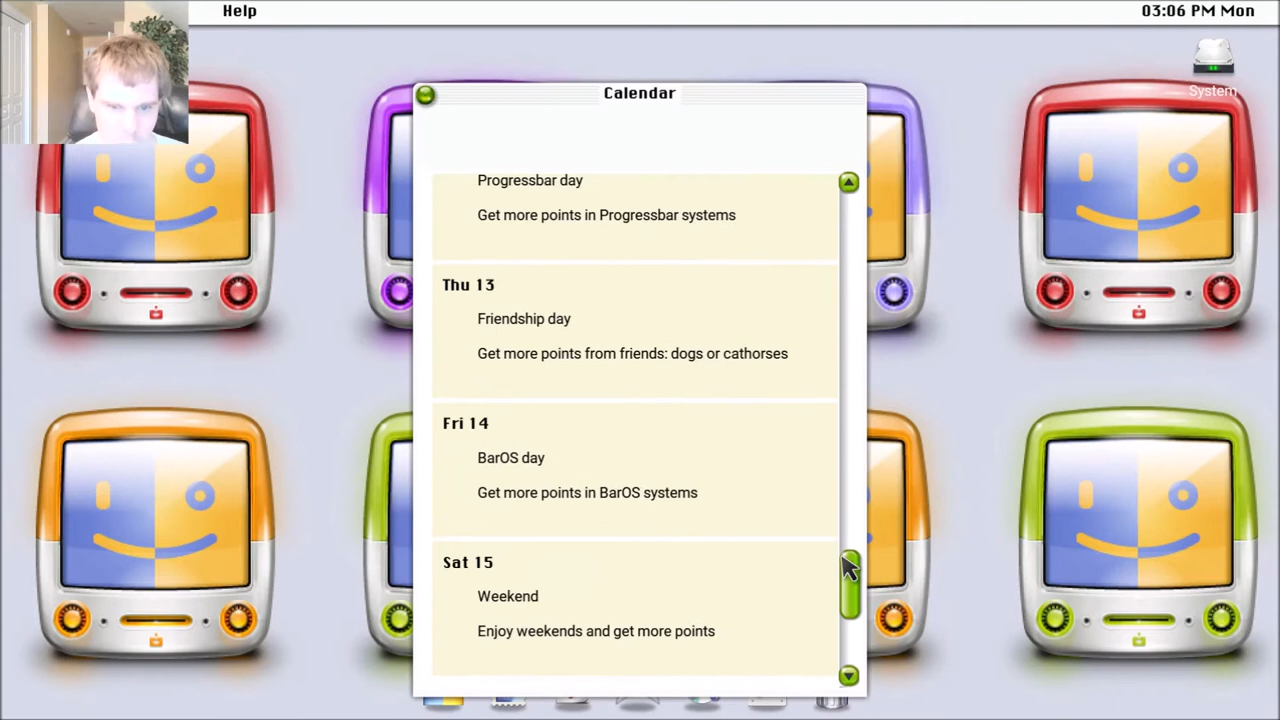 Help
03:06 PM Mon
System
Calendar
Progressbar day
Get more points in Progressbar systems
Thu 13
Friendship day
Get more points from friends: dogs or cathorses
Fri 14
BarOS day
Get more points in BarOS systems
Sat 15
Weekend
Enjoy weekends and get more points